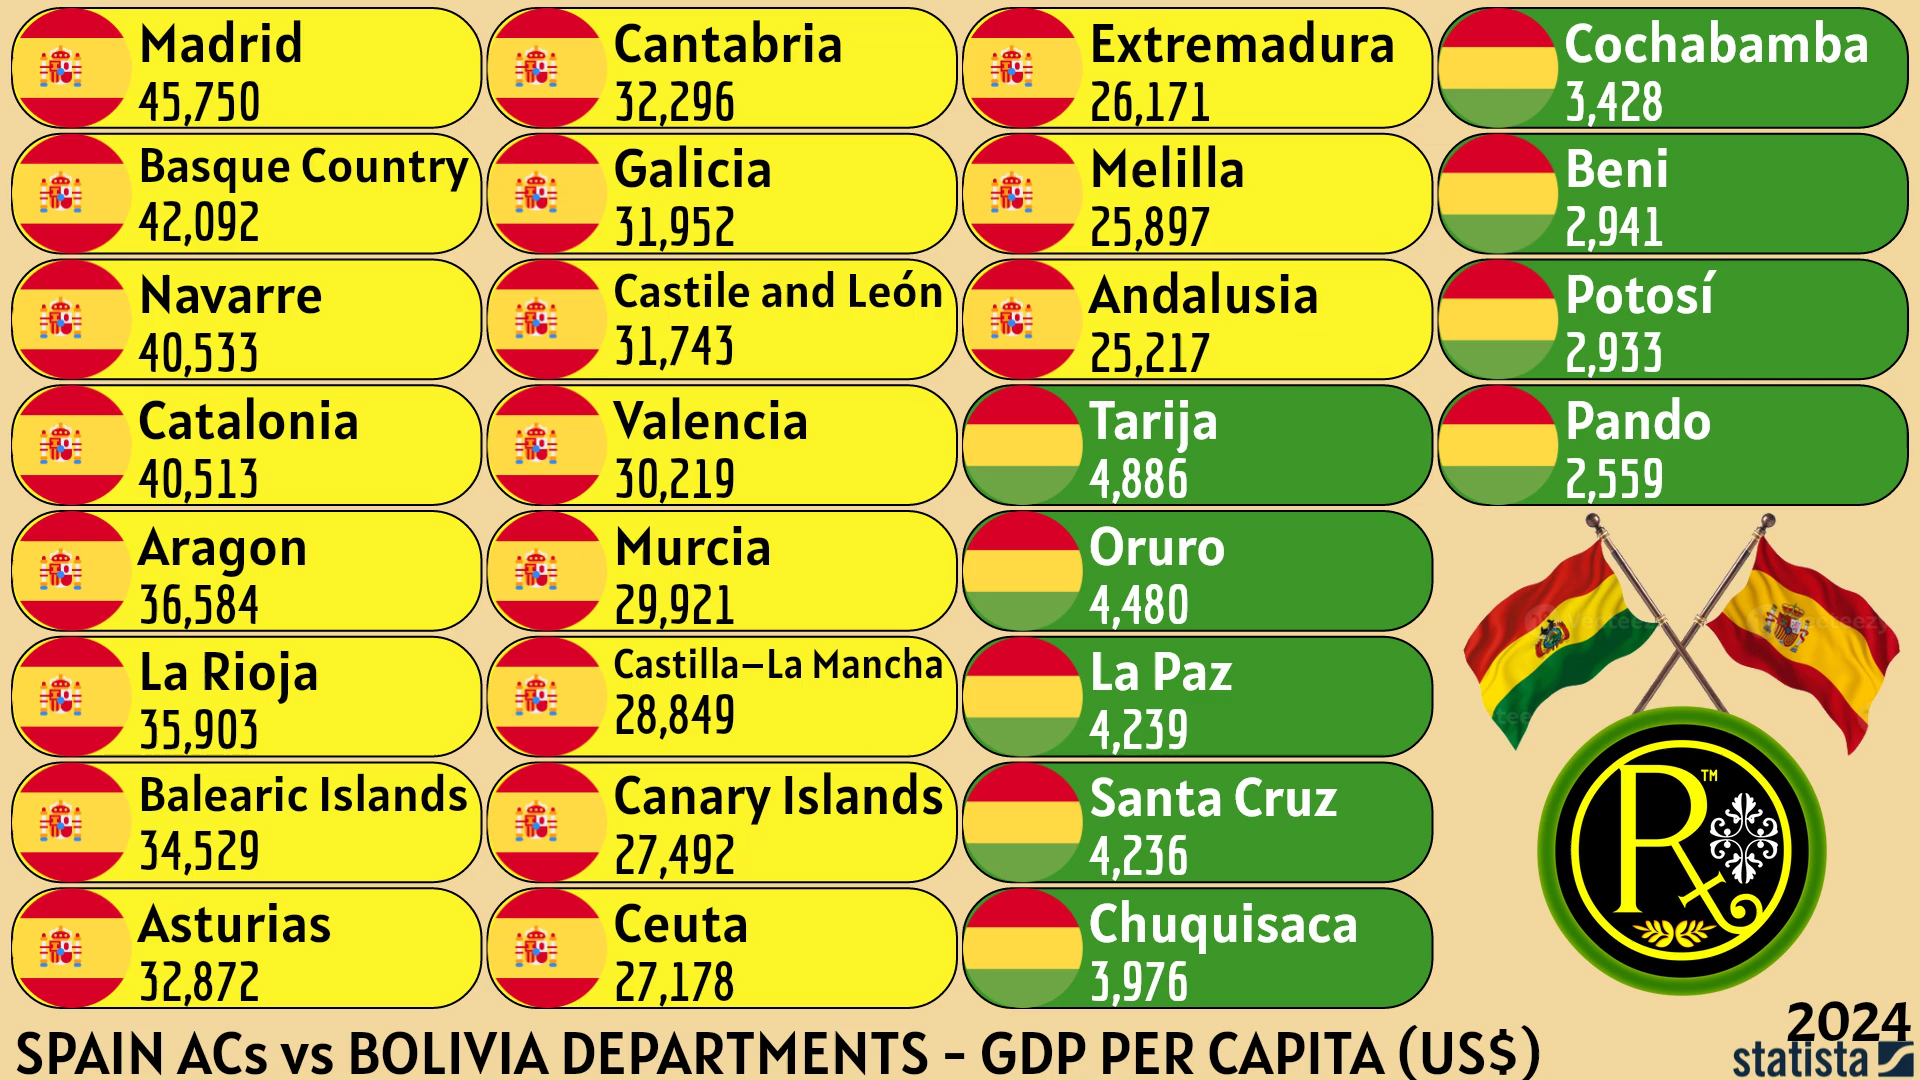 Madrid
45,750
Basque Country
42,092
Navarre
40,533
Catalonia
40,513
Aragon
36,584
La Rioja
35,903
Balearic Islands
34,529
Asturias
32,872
Cantabria
32,296
Galicia
31,952
Castile and León
31,743
Valencia
30,219
Murcia
29,921
Castilla–La Mancha
28,849
Canary Islands
27,492
Ceuta
27,178
Extremadura
26,171
Melilla
25,897
Andalusia
25,217
Tarija
4,886
Oruro
4,480
La Paz
4,239
Santa Cruz
4,236
Chuquisaca
3,976
Cochabamba
3,428
Beni
2,941
Potosí
2,933
Pando
2,559
R TM
2024
statista
SPAIN ACs vs BOLIVIA DEPARTMENTS – GDP PER CAPITA (US$)